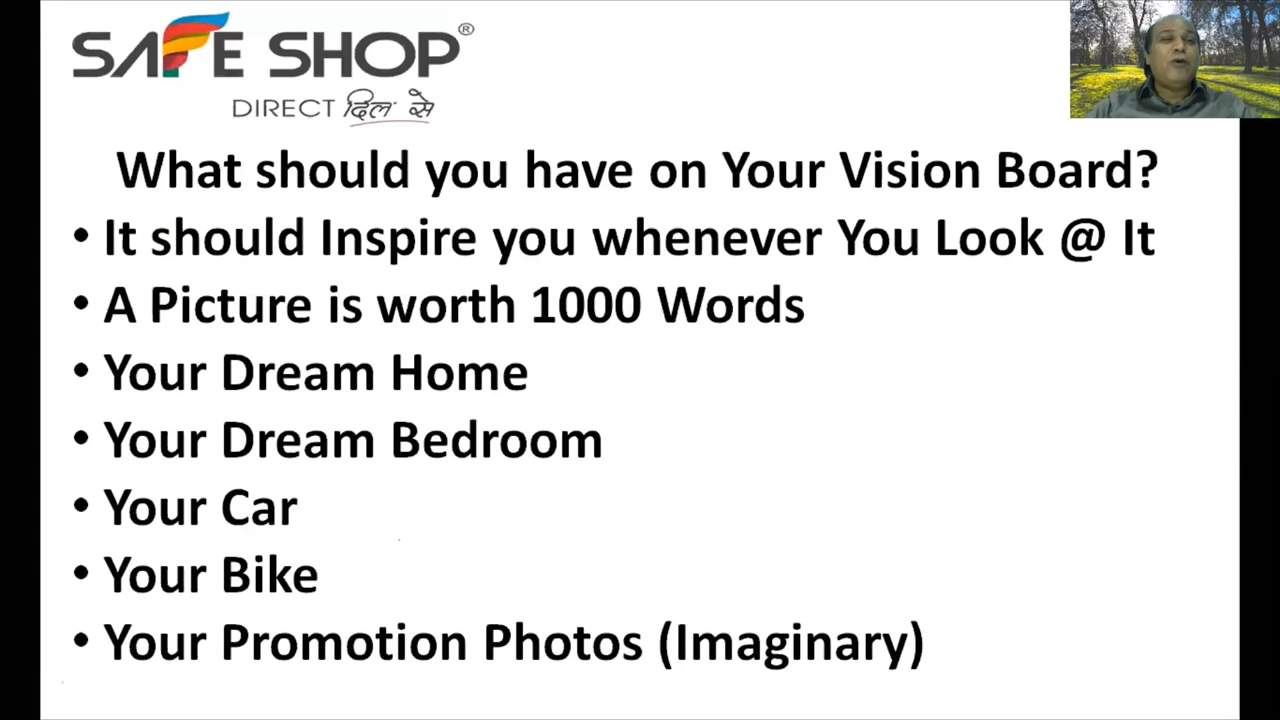 SAFE SHOP®
DIRECT दिल से
What should you have on Your Vision Board?
• It should Inspire you whenever You Look @ It
• A Picture is worth 1000 Words
• Your Dream Home
• Your Dream Bedroom
• Your Car
• Your Bike
• Your Promotion Photos (Imaginary)